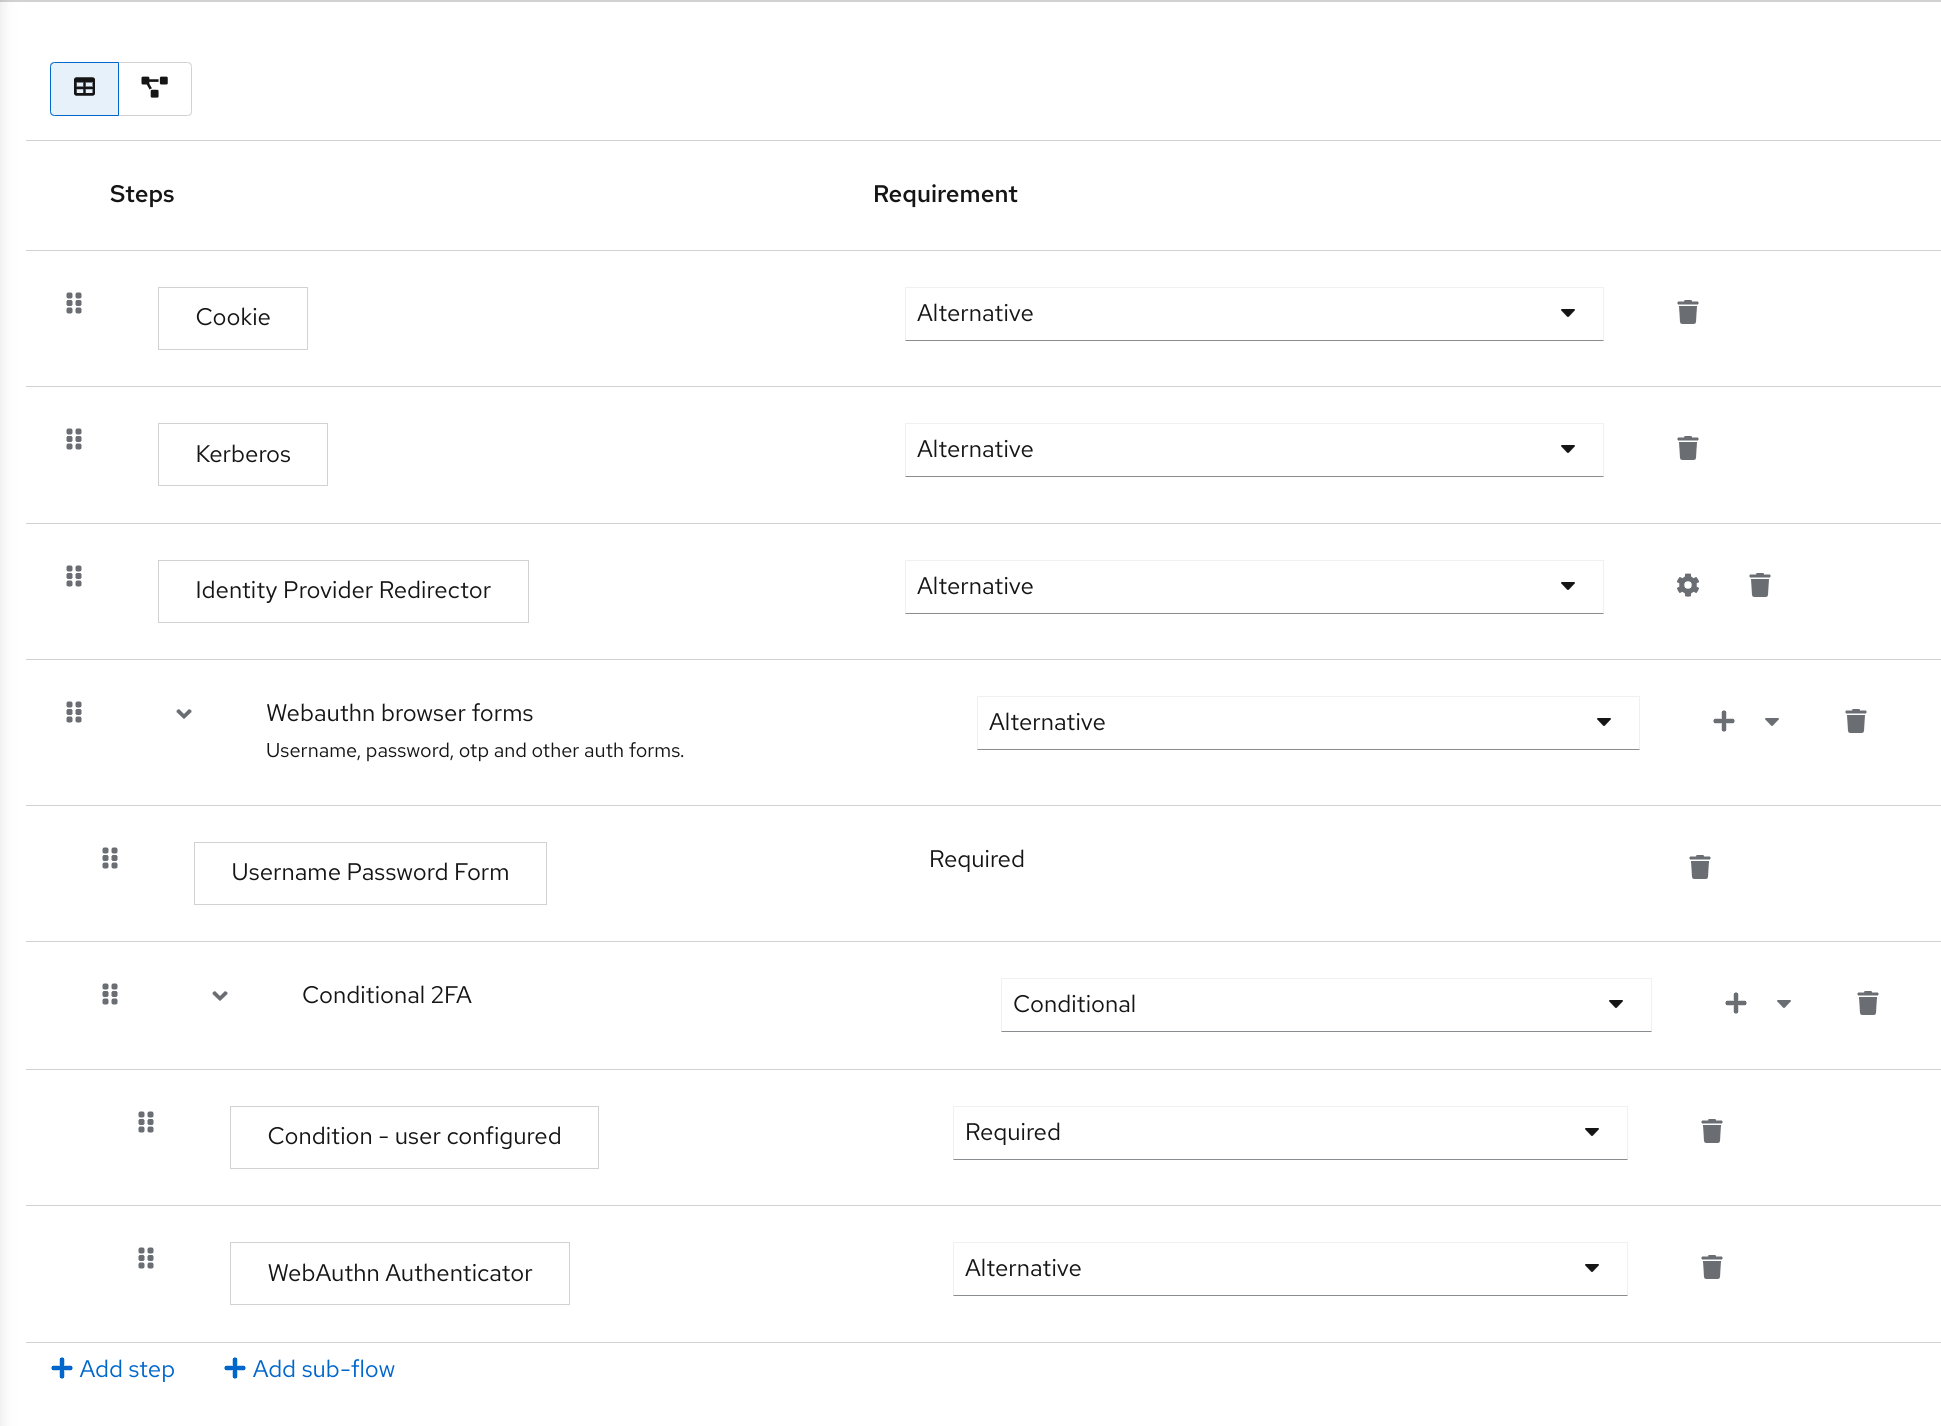 Steps Requirement
Cookie Alternative
Kerberos Alternative
Identity Provider Redirector Alternative
Webauthn browser forms Alternative
Username, password, otp and other auth forms.
Username Password Form Required
Conditional 2FA Conditional
Condition - user configured Required
WebAuthn Authenticator Alternative
Add step Add sub-flow